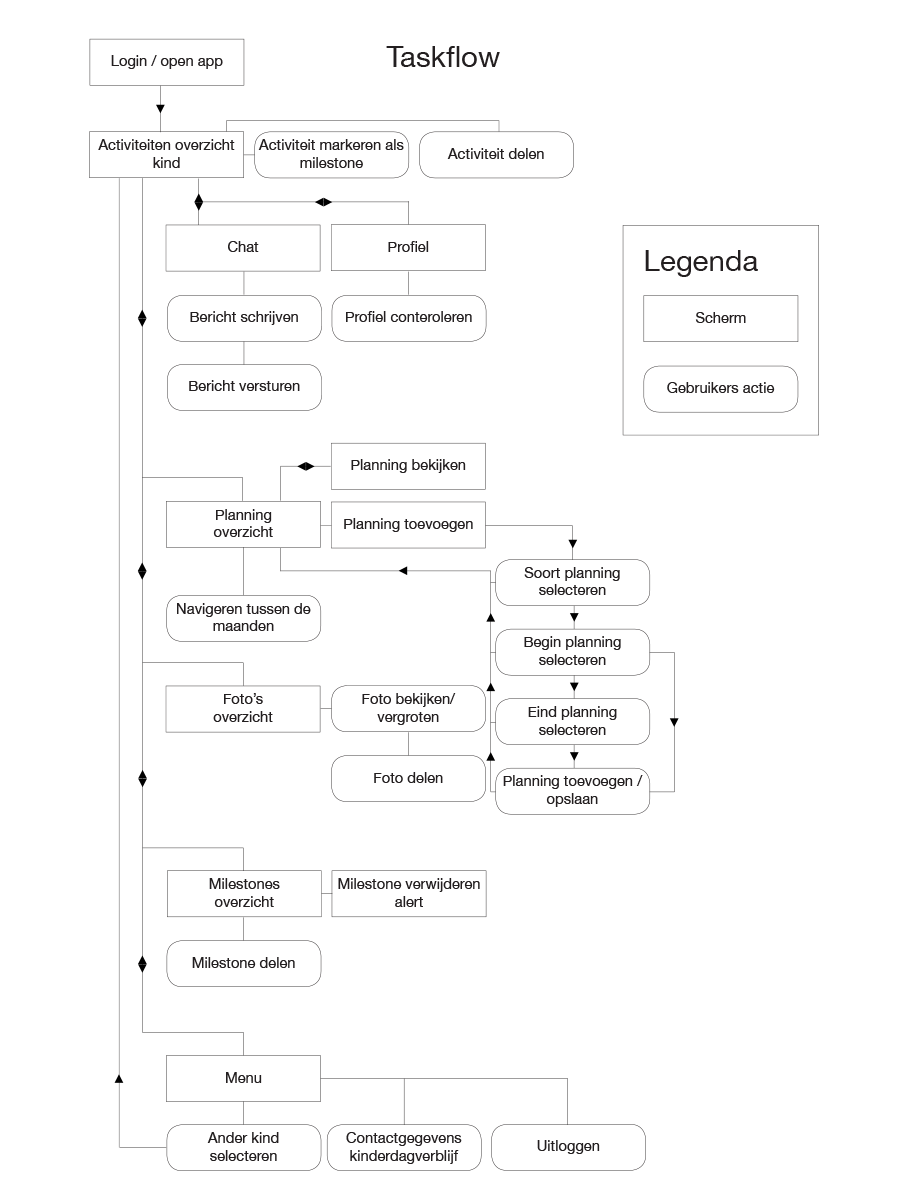 Taskflow
Login / open app
Activiteiten overzicht
kind
Activiteit markeren als
milestone
Activiteit delen
Chat
Profiel
Bericht schrijven
Profiel conteroleren
Bericht versturen
Legenda
Scherm
Gebruikers actie
Planning bekijken
Planning
overzicht
Planning toevoegen
Soort planning
selecteren
Navigeren tussen de
maanden
Begin planning
selecteren
Foto's
overzicht
Foto bekijken/
vergroten
Eind planning
selecteren
Foto delen
Planning toevoegen /
opslaan
Milestones
overzicht
Milestone verwijderen
alert
Milestone delen
Menu
Ander kind
selecteren
Contactgegevens
kinderdagverblijf
Uitloggen